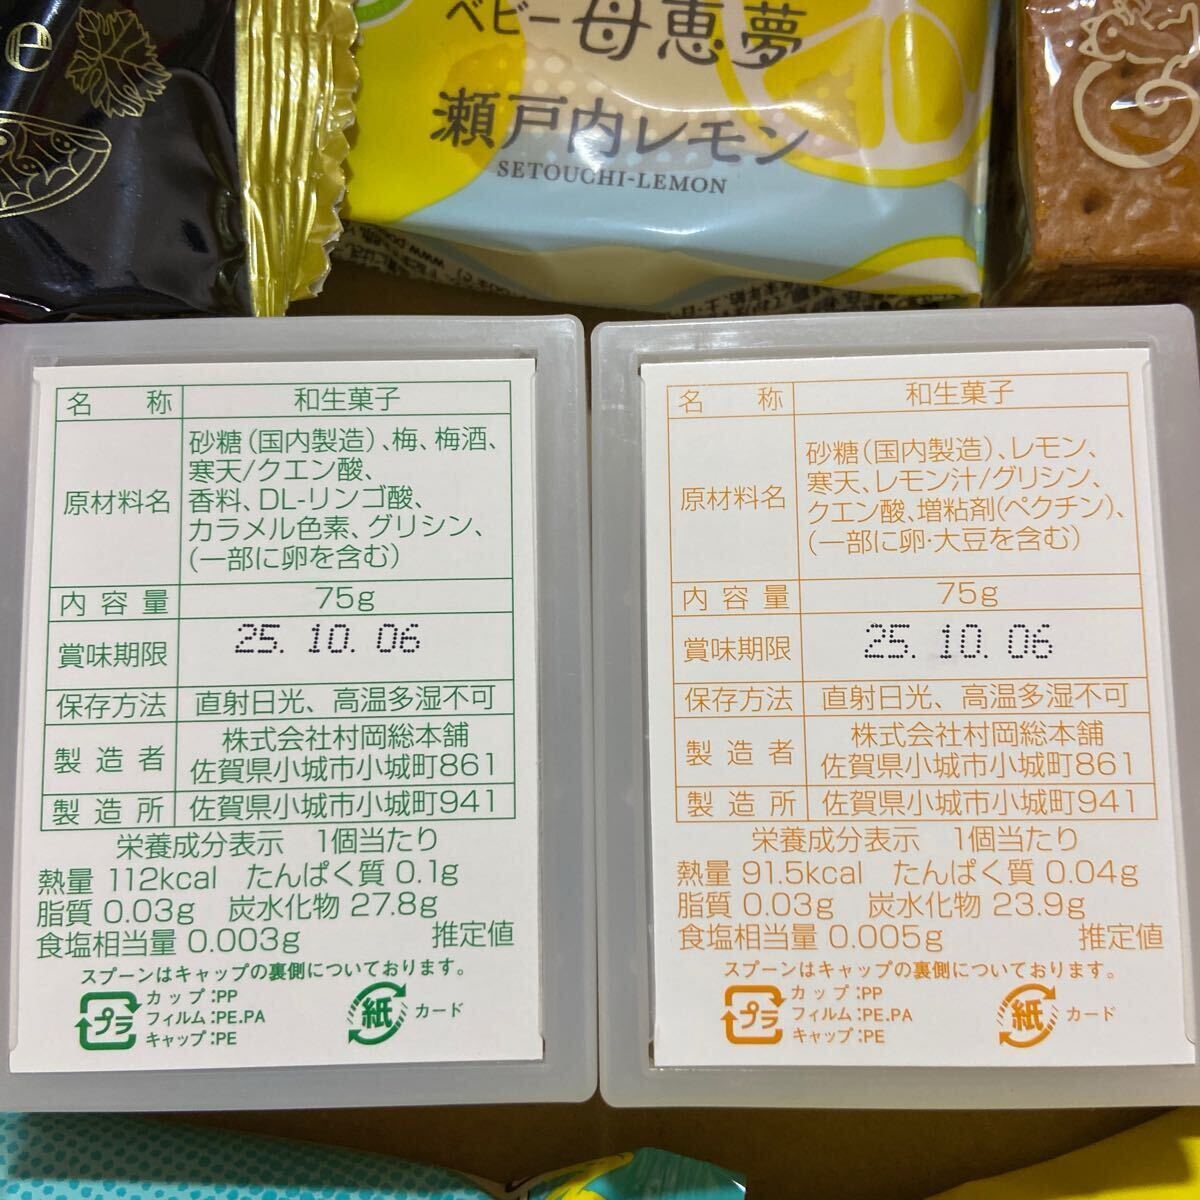 e
ベビー母恵夢
瀬戸内レモン
SETOUCHI-LEMON
名称 和生菓子
原材料名 砂糖(国内製造)、梅、梅酒、
寒天/クエン酸、
香料、DL-リンゴ酸、
カラメル色素、グリシン、
(一部に卵を含む)
内容量 75g
賞味期限 25.10.06
保存方法 直射日光、高温多湿不可
製造者 株式会社村岡総本舗
佐賀県小城市小城町861
製造所 佐賀県小城市小城町941
栄養成分表示 1個当たり
熱量 112kcal たんぱく質 0.1g
脂質 0.03g 炭水化物 27.8g
食塩相当量 0.003g 推定値
スプーンはキャップの裏側についております。
プラ
カップ:PP
フィルム:PE.PA
キャップ:PE
紙
カード
名称 和生菓子
原材料名 砂糖(国内製造)、レモン、
寒天、レモン汁/グリシン、
クエン酸、増粘剤(ペクチン)、
(一部に卵・大豆を含む)
内容量 75g
賞味期限 25.10.06
保存方法 直射日光、高温多湿不可
製造者 株式会社村岡総本舗
佐賀県小城市小城町861
製造所 佐賀県小城市小城町941
栄養成分表示 1個当たり
熱量 91.5kcal たんぱく質 0.04g
脂質 0.03g 炭水化物 23.9g
食塩相当量 0.005g 推定値
スプーンはキャップの裏側についております。
プラ
カップ:PP
フィルム:PE.PA
キャップ:PE
紙
カード